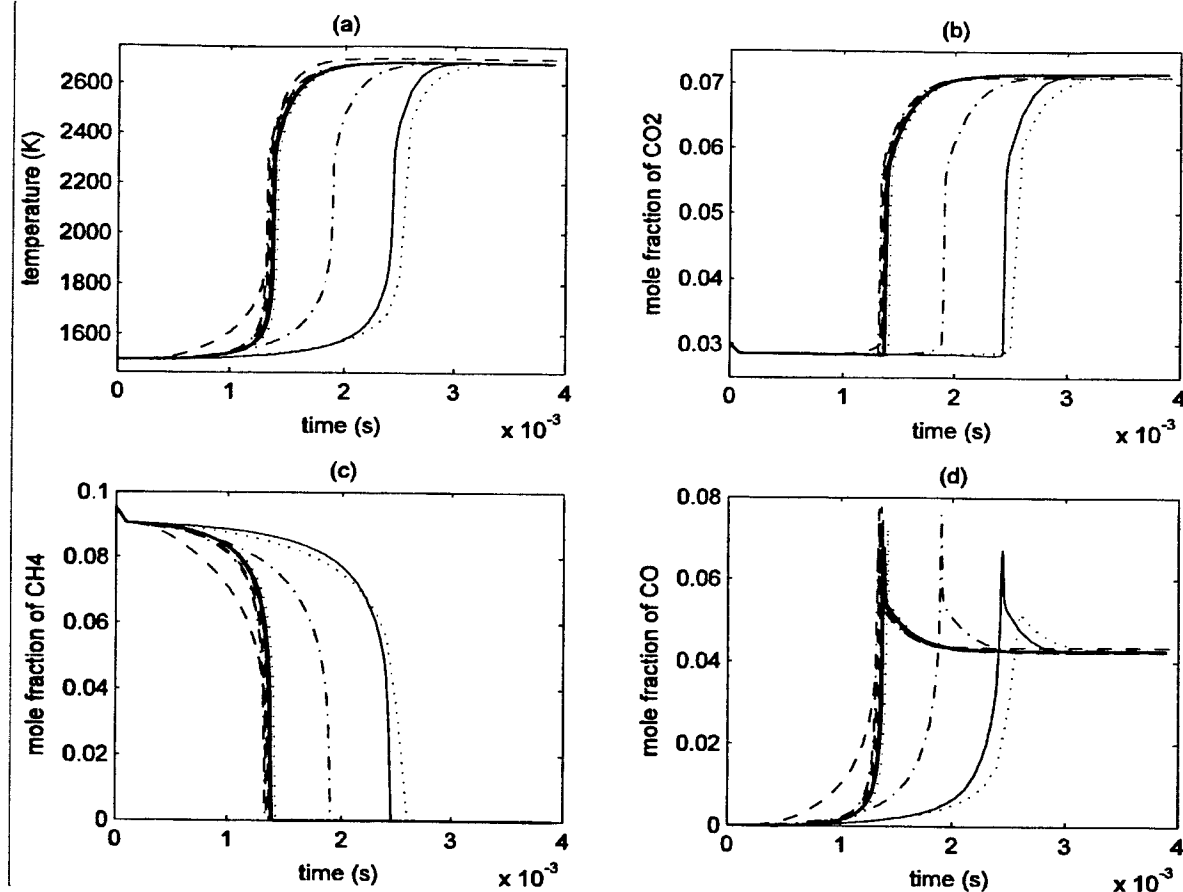 (a)
2600
2400
2200
2000
1800
1600
temperature (K)
0 1 2 3 4
time (s)
x 10⁻³
(b)
0.07
0.06
0.05
0.04
0.03
mole fraction of CO2
0 1 2 3 4
time (s)
x 10⁻³
(c)
0.1
0.08
0.06
0.04
0.02
0
mole fraction of CH4
0 1 2 3 4
time (s)
x 10⁻³
(d)
0.08
0.06
0.04
0.02
0
mole fraction of CO
0 1 2 3 4
time (s)
x 10⁻³